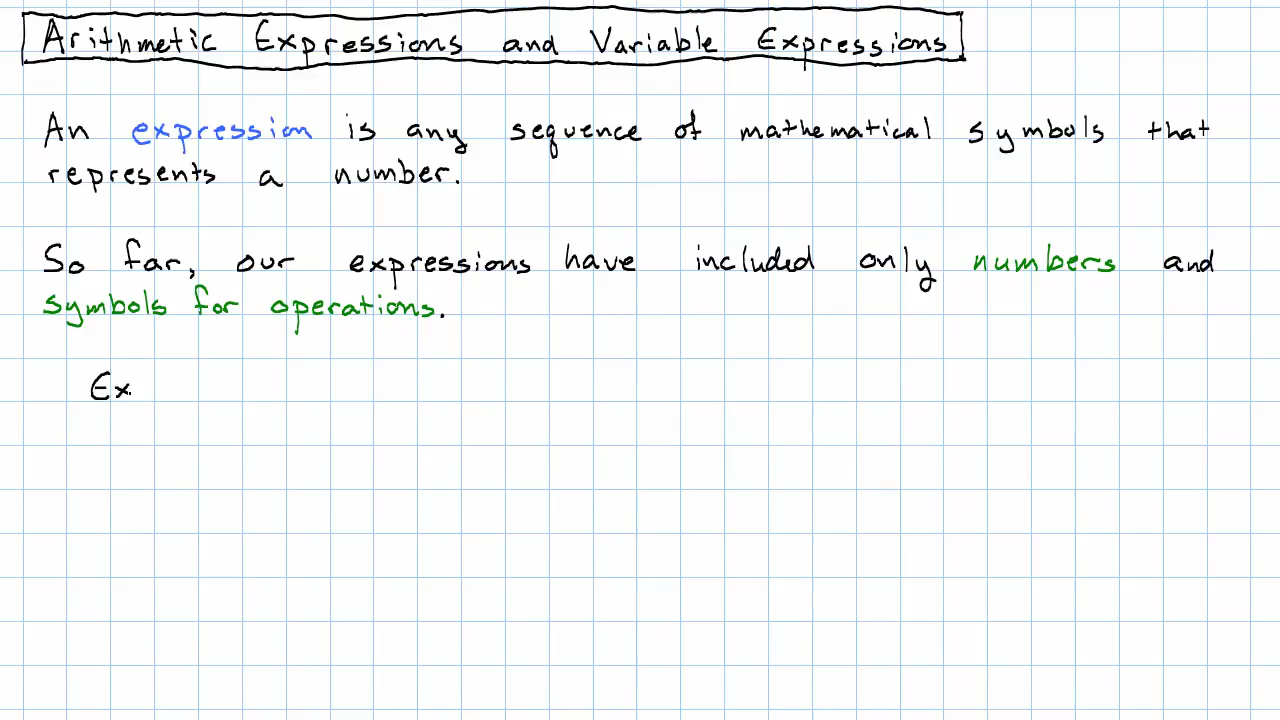 Arithmetic Expressions and Variable Expressions
An expression is any sequence of mathematical symbols that
represents a number.
So far, our expressions have included only numbers and
symbols for operations.
Ex.